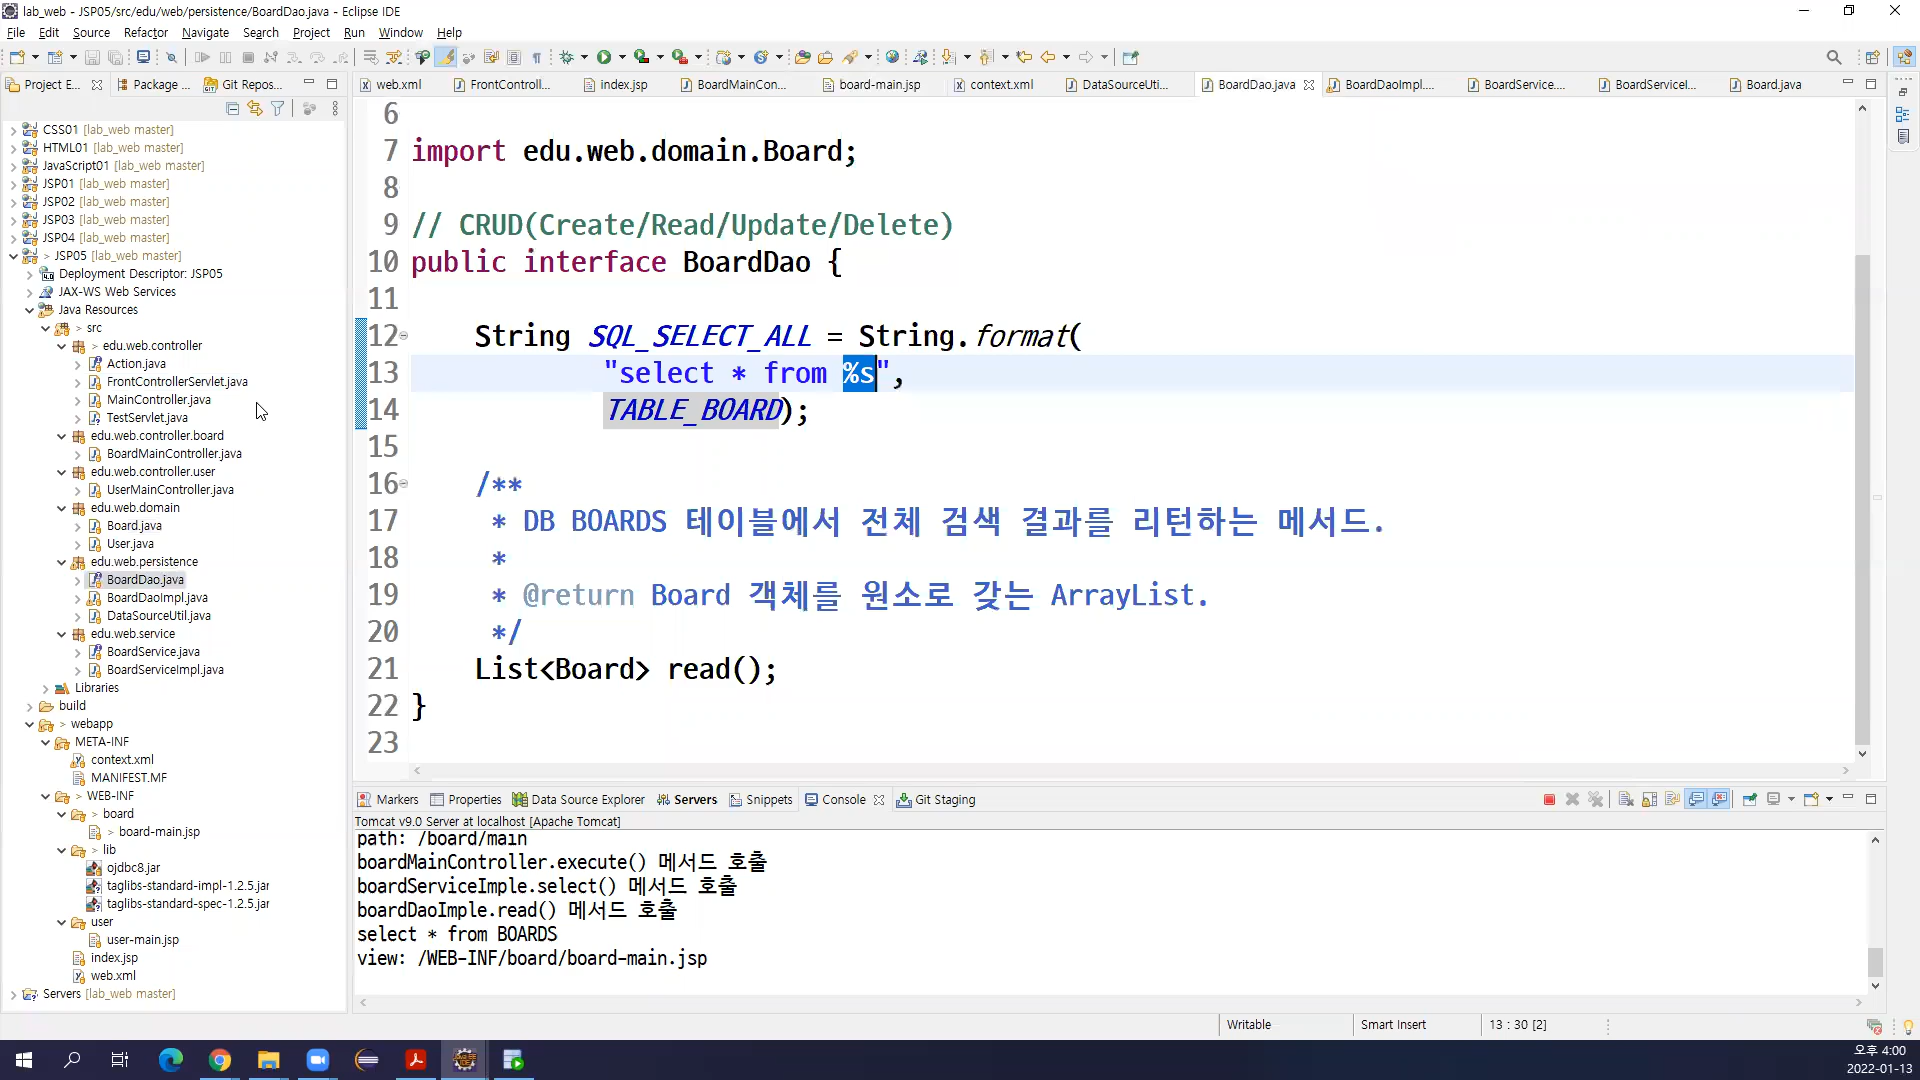 lab_web - JSP05/src/edu/web/persistence/BoardDao.java - Eclipse IDE
File Edit Source Refactor Navigate Search Project Run Window Help
Project E... Package ... Git Repos...
web.xml FrontControll... index.jsp BoardMainCon... board-main.jsp context.xml DataSourceUti... BoardDao.java BoardDaoImpl.... BoardService.... BoardServiceI... Board.java
CSS01 [lab_web master]
HTML01 [lab_web master]
JavaScript01 [lab_web master]
JSP01 [lab_web master]
JSP02 [lab_web master]
JSP03 [lab_web master]
JSP04 [lab_web master]
> JSP05 [lab_web master]
Deployment Descriptor: JSP05
JAX-WS Web Services
Java Resources
> src
> edu.web.controller
Action.java
FrontControllerServlet.java
MainController.java
TestServlet.java
edu.web.controller.board
BoardMainController.java
edu.web.controller.user
UserMainController.java
edu.web.domain
Board.java
User.java
edu.web.persistence
BoardDao.java
BoardDaoImpl.java
DataSourceUtil.java
edu.web.service
BoardService.java
BoardServiceImpl.java
Libraries
build
> webapp
META-INF
context.xml
MANIFEST.MF
> WEB-INF
> board
> board-main.jsp
> lib
ojdbc8.jar
taglibs-standard-impl-1.2.5.jar
taglibs-standard-spec-1.2.5.jar
user
user-main.jsp
index.jsp
web.xml
Servers [lab_web master]
6
7 import edu.web.domain.Board;
8
9 // CRUD(Create/Read/Update/Delete)
10 public interface BoardDao {
11
12 String SQL_SELECT_ALL = String.format(
13 "select * from %s",
14 TABLE_BOARD);
15
16 /**
17 * DB BOARDS 테이블에서 전체 검색 결과를 리턴하는 메서드.
18 *
19 * @return Board 객체를 원소로 갖는 ArrayList.
20 */
21 List<Board> read();
22 }
23
Markers Properties Data Source Explorer Servers Snippets Console Git Staging
Tomcat v9.0 Server at localhost [Apache Tomcat]
path: /board/main
boardMainController.execute() 메서드 호출
boardServiceImple.select() 메서드 호출
boardDaoImple.read() 메서드 호출
select * from BOARDS
view: /WEB-INF/board/board-main.jsp
Writable Smart Insert 13 : 30 [2]
오후 4:00
2022-01-13